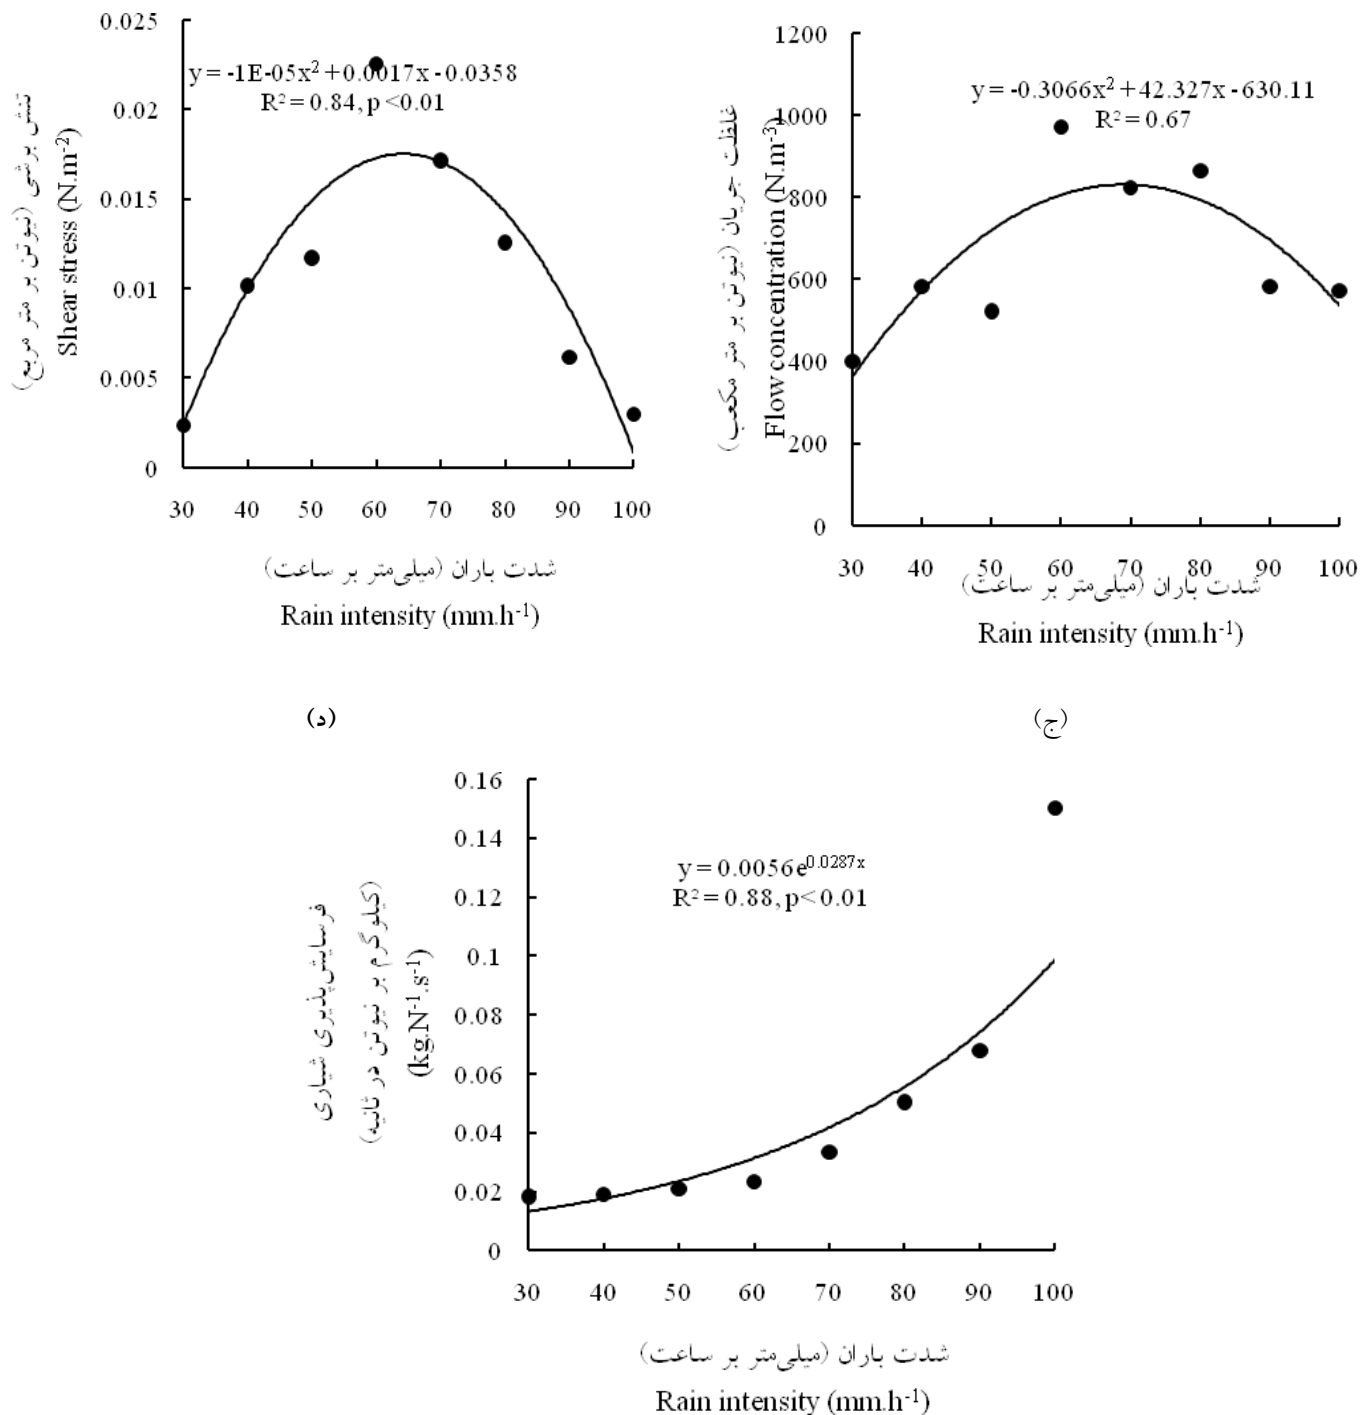 0.025
0.02
0.015
0.01
0.005
0
y = -1E-05x² + 0.0017x - 0.0358
R² = 0.84, p <0.01
تنش برشی (نیوتن بر متر مربع)
Shear stress (N.m⁻²)
30 40 50 60 70 80 90 100
شدت باران (میلی‌متر بر ساعت)
Rain intensity (mm.h⁻¹)
(د)
1200
1000
800
600
400
200
0
y = -0.3066x² + 42.327x - 630.11
R² = 0.67
غلظت جریان (نیوتن بر متر مکعب)
Flow concentration (N.m⁻³)
30 40 50 60 70 80 90 100
شدت باران (میلی‌متر بر ساعت)
Rain intensity (mm.h⁻¹)
(ج)
0.16
0.14
0.12
0.1
0.08
0.06
0.04
0.02
0
y = 0.0056e^0.0287x
R² = 0.88, p< 0.01
فرسایش‌پذیری شیاری
(کیلوگرم بر نیوتن در ثانیه)
(kg.N⁻¹.s⁻¹)
30 40 50 60 70 80 90 100
شدت باران (میلی‌متر بر ساعت)
Rain intensity (mm.h⁻¹)